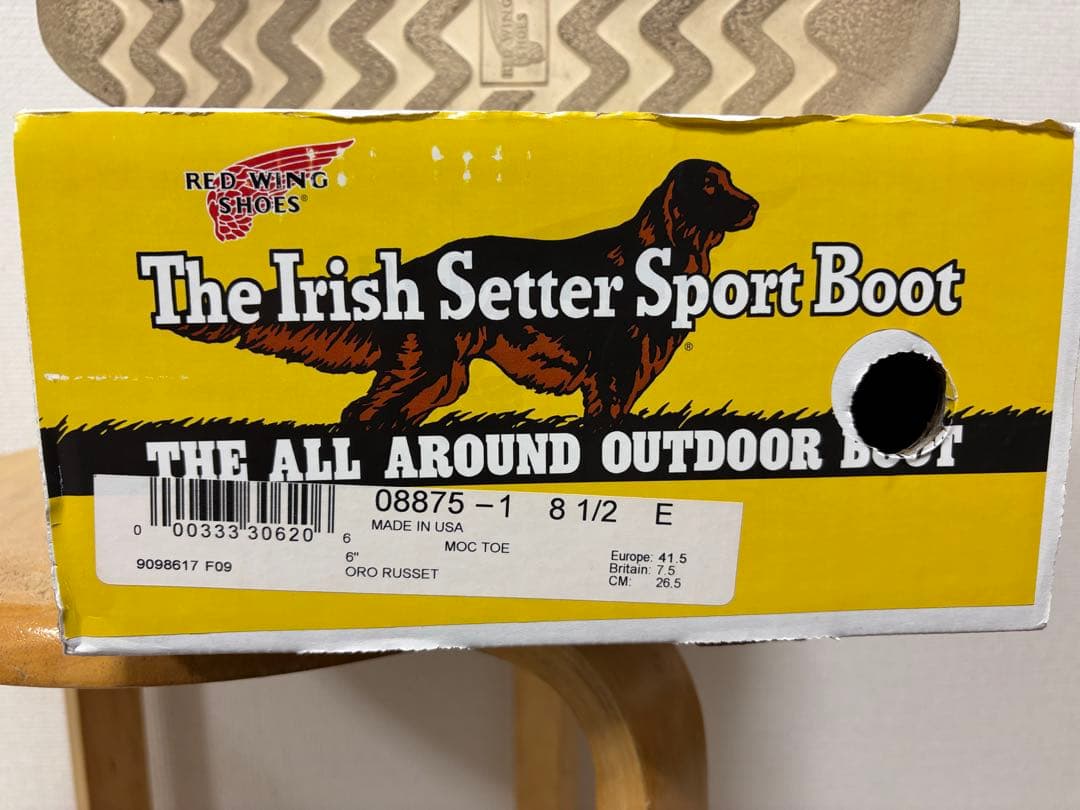 RED WING
SHOES®
The Irish Setter Sport Boot
®
THE ALL AROUND OUTDOOR BOOT
08875-1 8 1/2 E
MADE IN USA
MOC TOE
0 00333 30620 6
6"
ORO RUSSET
9098617 F09
Europe: 41.5
Britain: 7.5
CM: 26.5